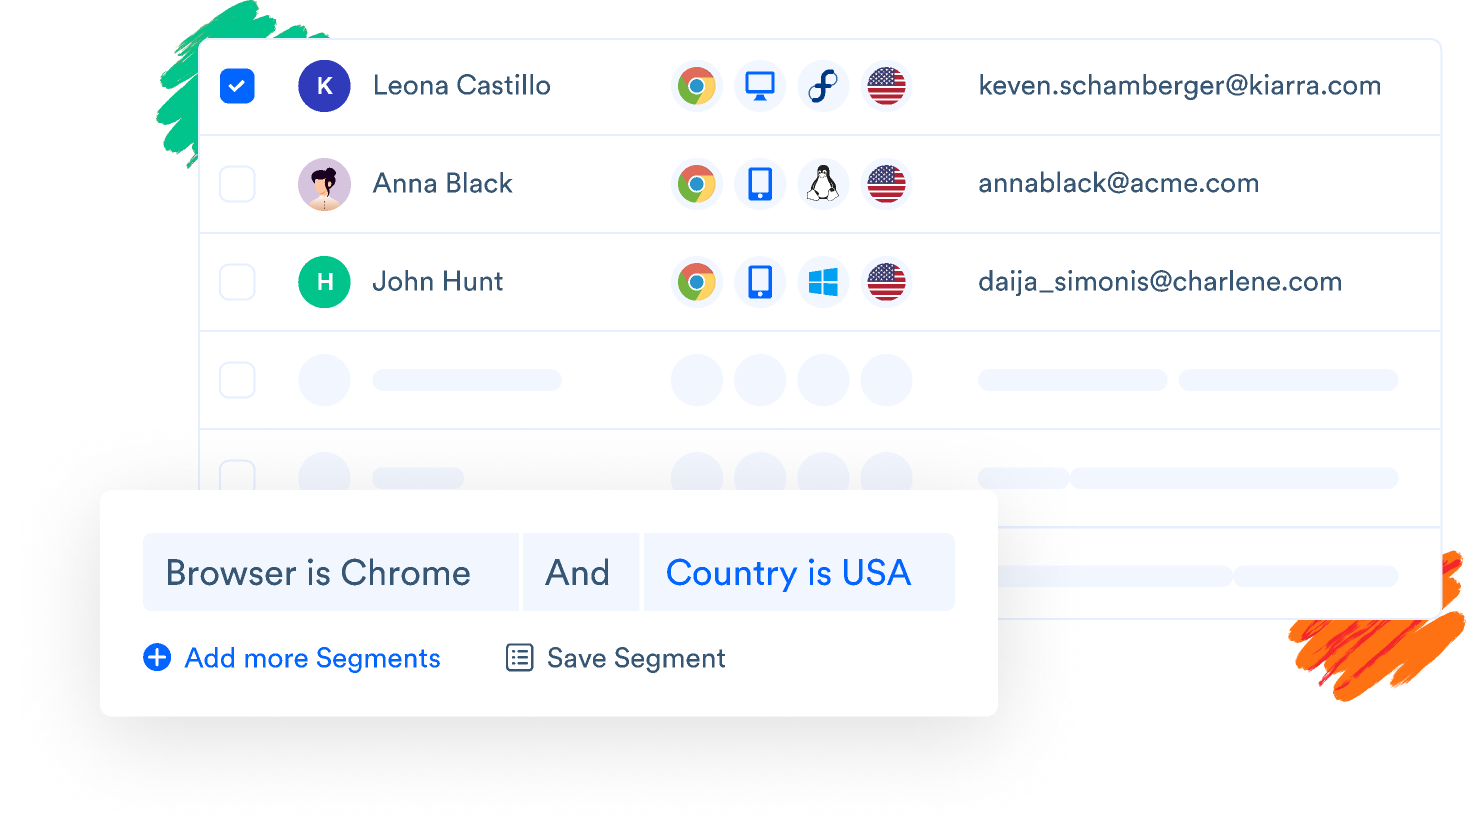 K Leona Castillo keven.schamberger@kiarra.com
Anna Black annablack@acme.com
H John Hunt daija_simonis@charlene.com
Browser is Chrome And Country is USA
Add more Segments Save Segment